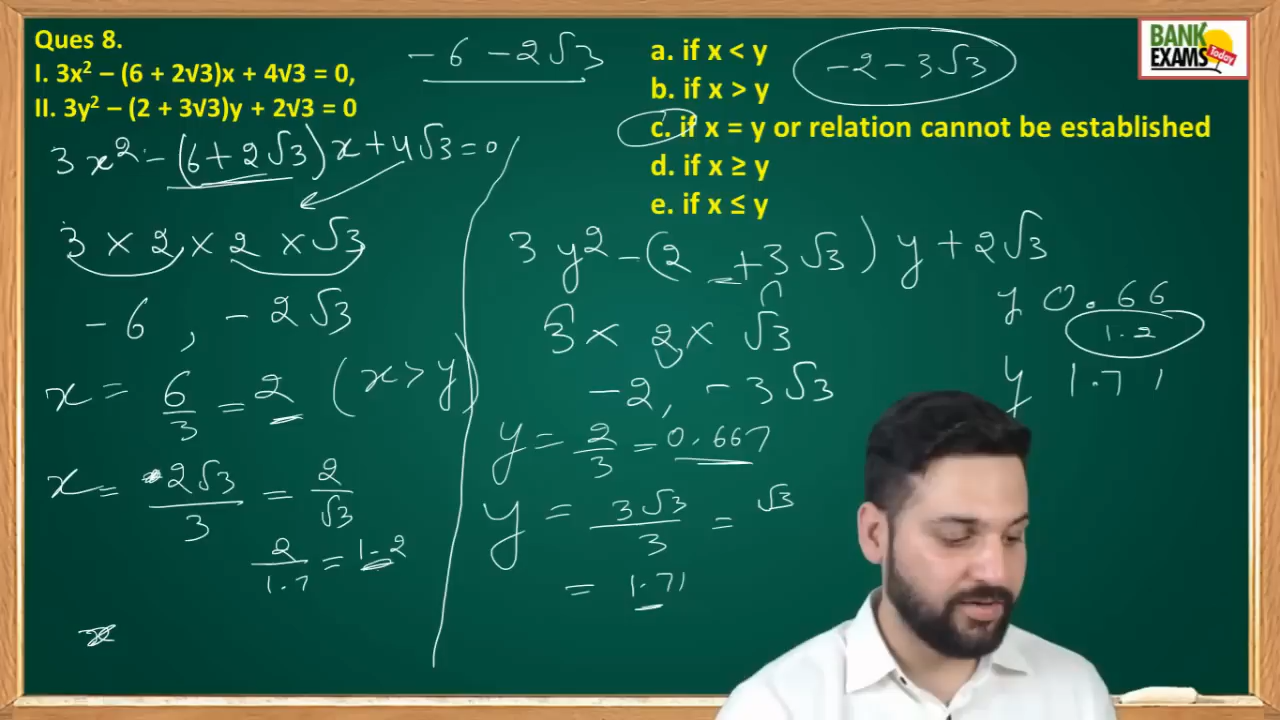 Ques 8.
I. 3x² – (6 + 2√3)x + 4√3 = 0,
II. 3y² – (2 + 3√3)y + 2√3 = 0
-6 -2√3
a. if x < y
b. if x > y
c. if x = y or relation cannot be established
d. if x ≥ y
e. if x ≤ y
-2-3√3
BANK
EXAMS Today
3x²-(6+2√3)x+4√3=0
3×2×2×√3
-6, -2√3
x= 6/3 = 2 (x>y)
x= 2√3/3 = 2/√3
2/1.7 = 1.2
x
3y²-(2+3√3)y+2√3
3×2×√3
-2, -3√3
y= 2/3 = 0.667
y= 3√3/3 = √3
= 1.71
y 0.66
1.2
y 1.71